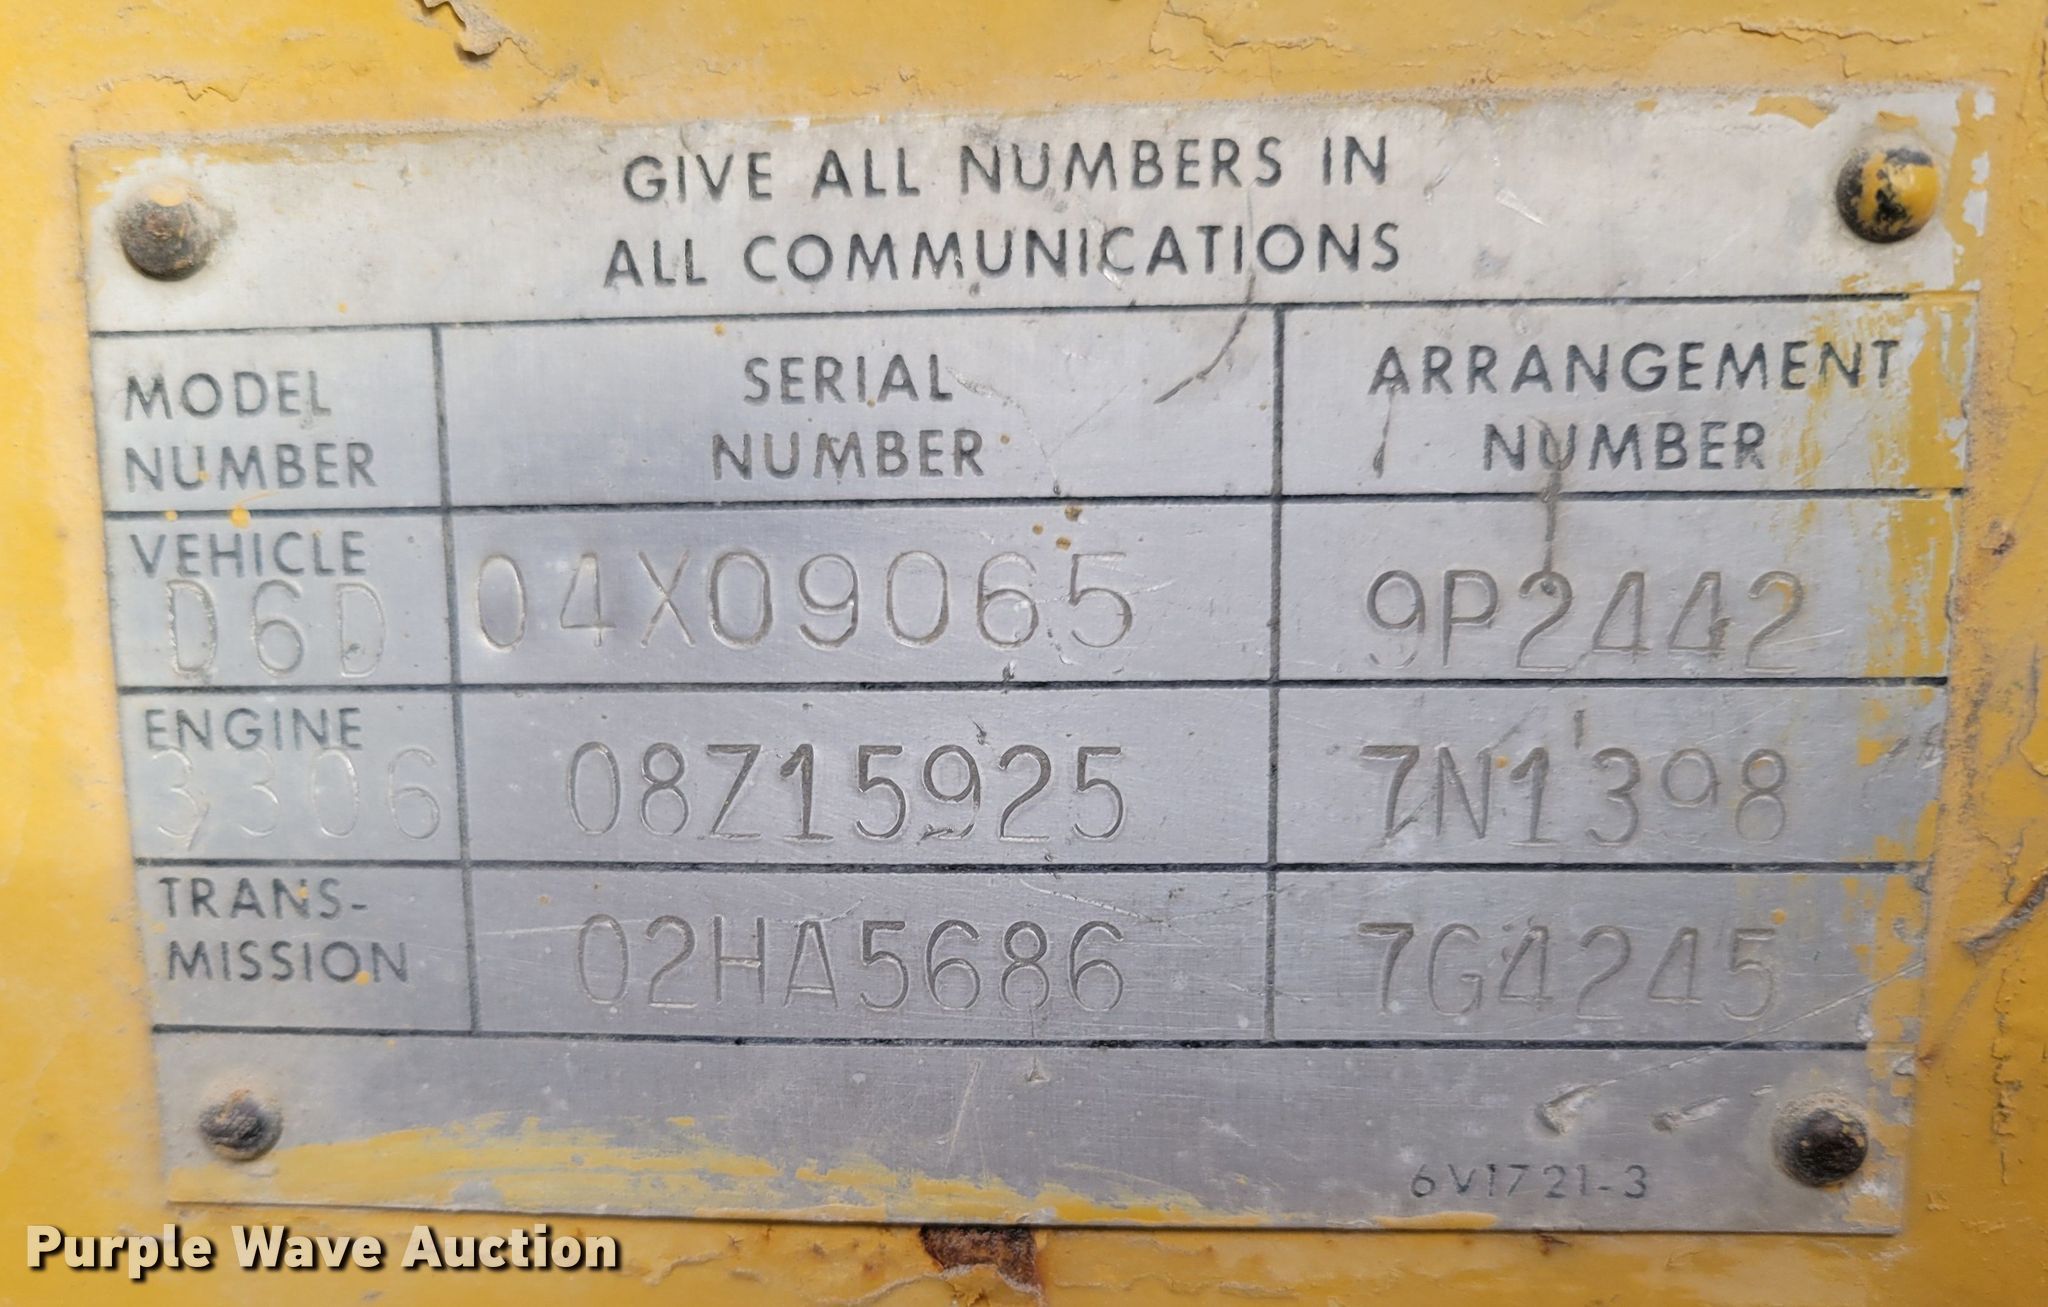 GIVE ALL NUMBERS IN
ALL COMMUNICATIONS
MODEL NUMBER
SERIAL NUMBER
ARRANGEMENT NUMBER
VEHICLE
D6D 04X09065 9P2442
ENGINE
3306 08Z15925 7N1398
TRANS-
MISSION
02HA5686 7G4245
6V1721-3
Purple Wave Auction